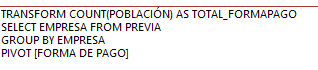 TRANSFORM COUNT(POBLACIÓN) AS TOTAL_FORMAPAGO
SELECT EMPRESA FROM PREVIA
GROUP BY EMPRESA
PIVOT [FORMA DE PAGO]